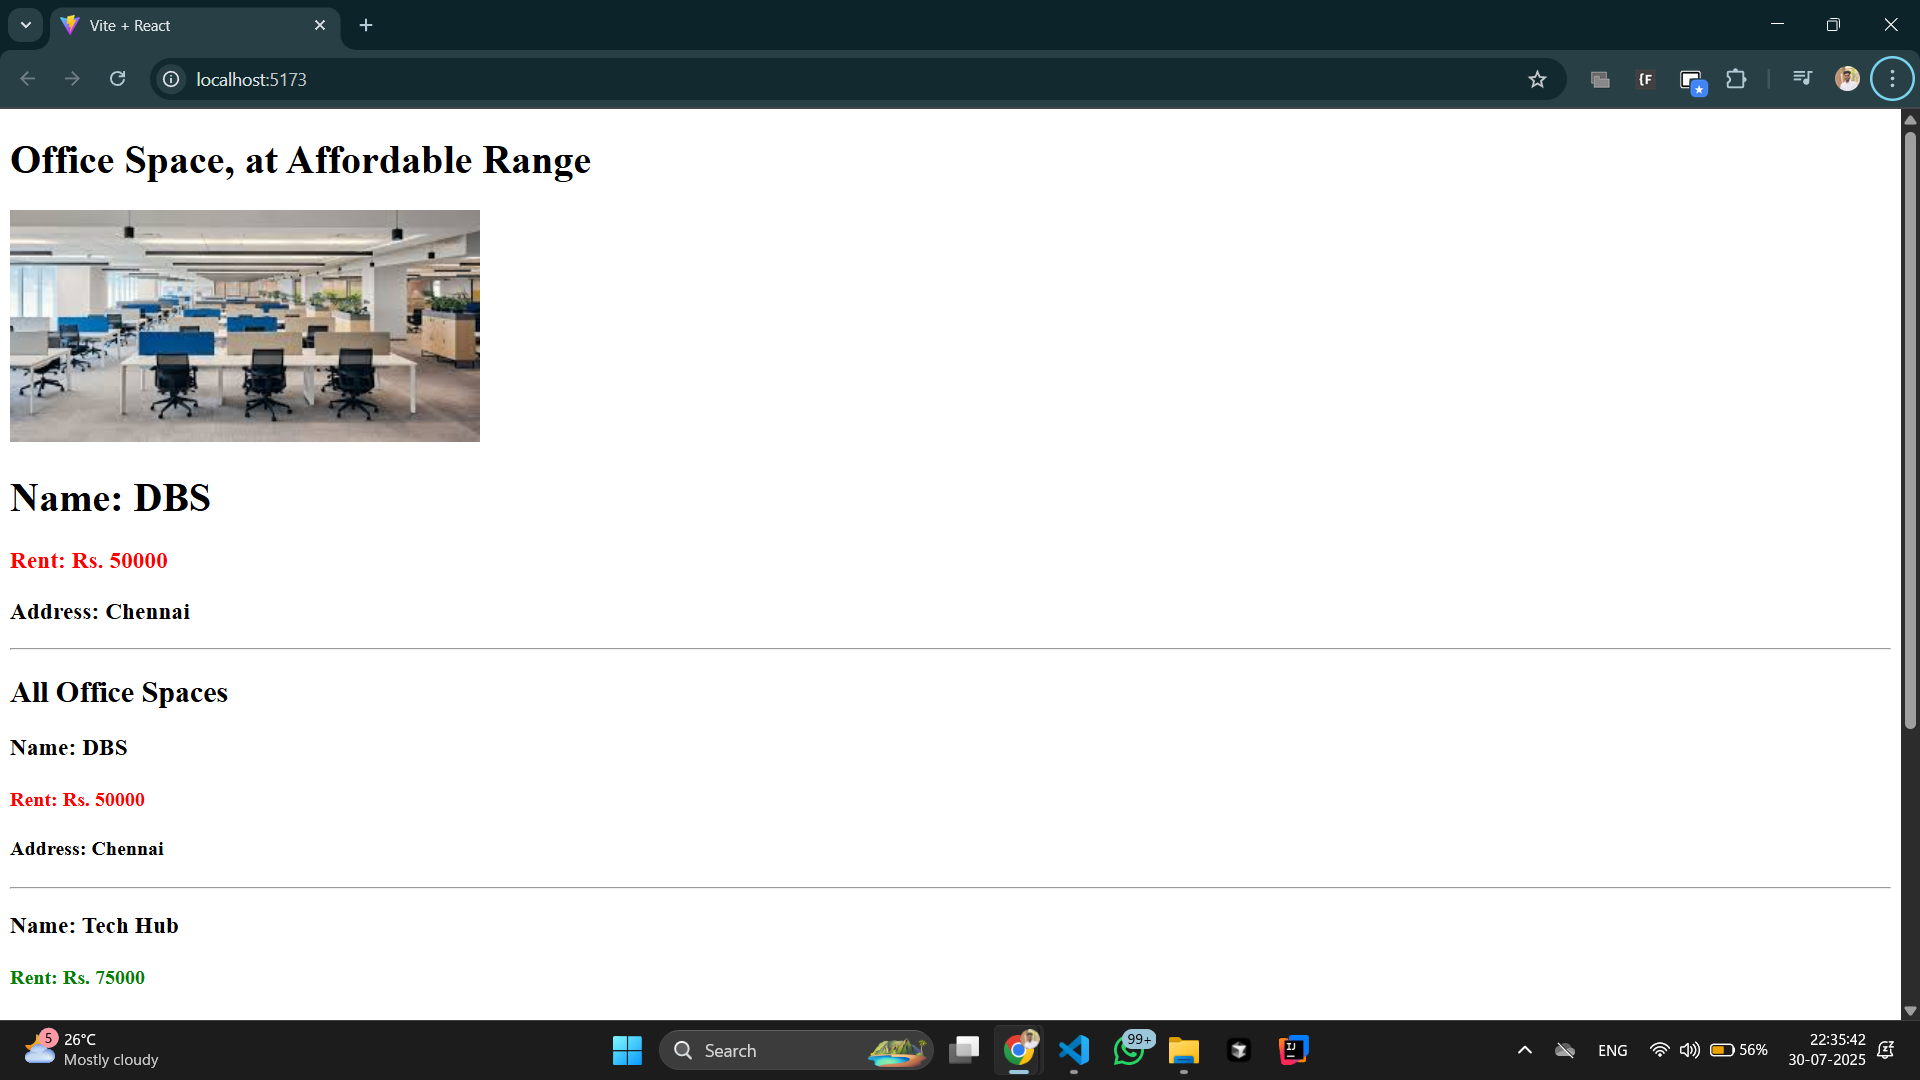 Vite + React
localhost:5173
Office Space, at Affordable Range
Name: DBS
Rent: Rs. 50000
Address: Chennai
All Office Spaces
Name: DBS
Rent: Rs. 50000
Address: Chennai
Name: Tech Hub
Rent: Rs. 75000
5
26°C
Mostly cloudy
Search
99+
ENG
56%
22:35:42
30-07-2025